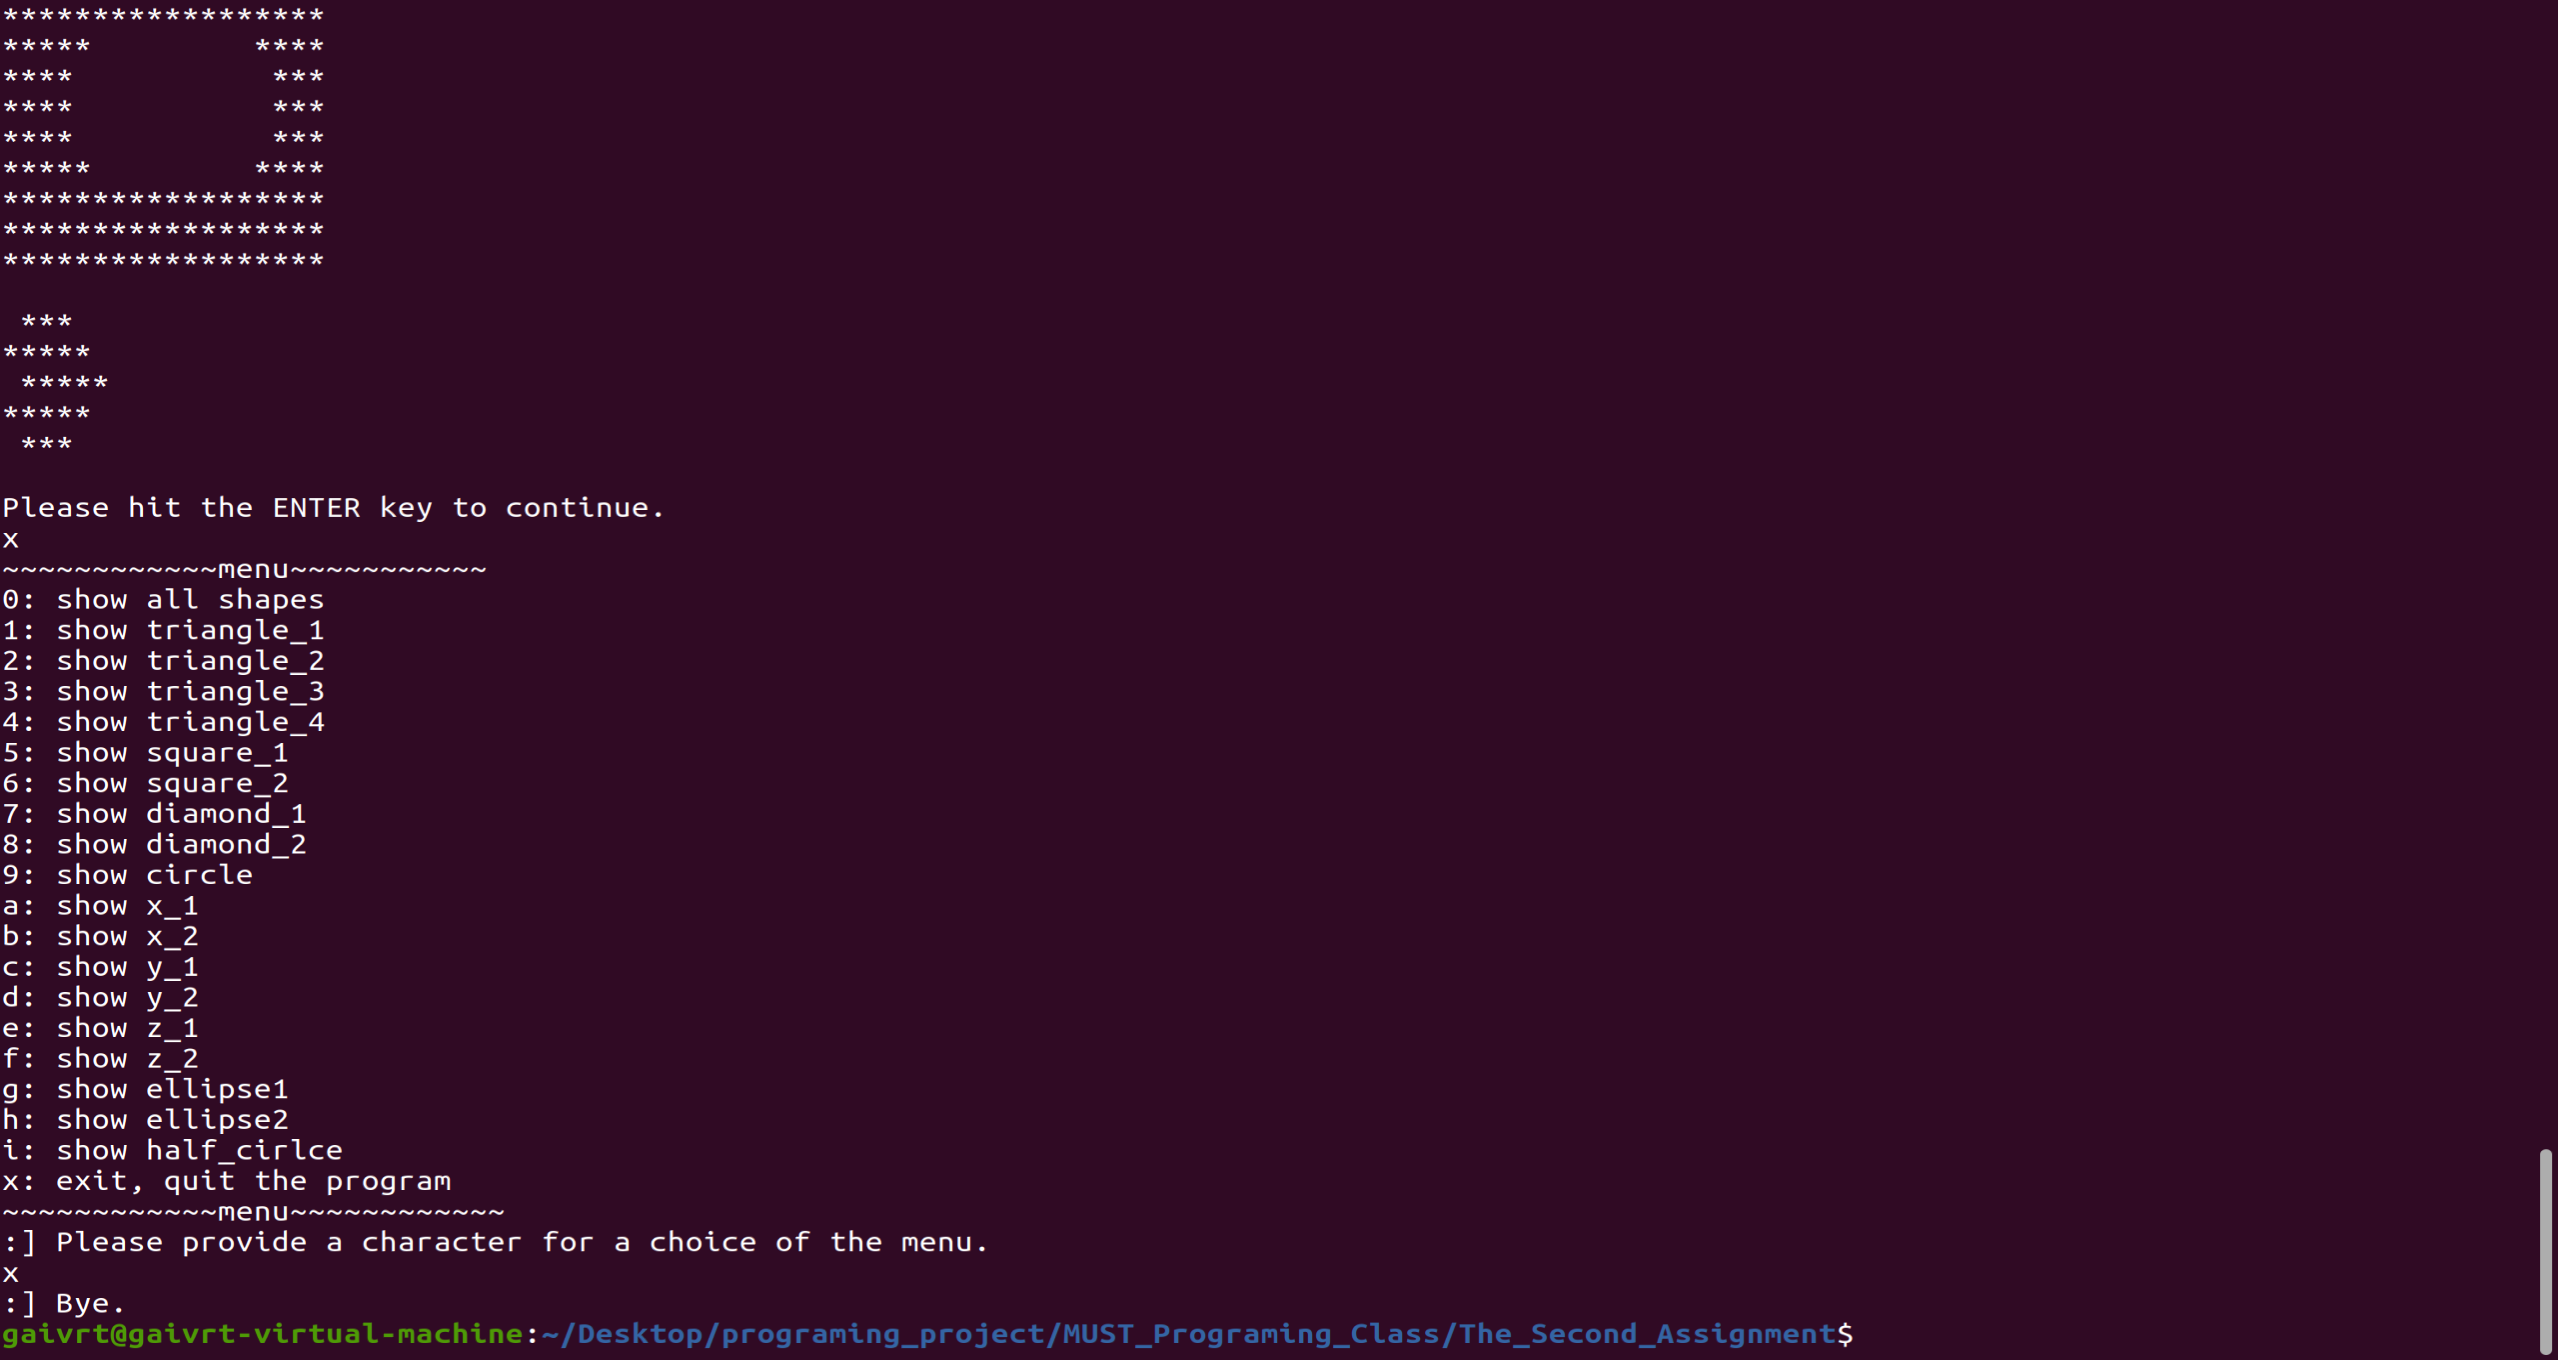 ******************
*****         ****
****           ***
****           ***
****           ***
*****         ****
******************
******************
******************

 ***
*****
 *****
*****
 ***

Please hit the ENTER key to continue.
x
~~~~~~~~~~~~menu~~~~~~~~~~~
0: show all shapes
1: show triangle_1
2: show triangle_2
3: show triangle_3
4: show triangle_4
5: show square_1
6: show square_2
7: show diamond_1
8: show diamond_2
9: show circle
a: show x_1
b: show x_2
c: show y_1
d: show y_2
e: show z_1
f: show z_2
g: show ellipse1
h: show ellipse2
i: show half_cirlce
x: exit, quit the program
~~~~~~~~~~~~menu~~~~~~~~~~~~
:] Please provide a character for a choice of the menu.
x
:] Bye.
gaivrt@gaivrt-virtual-machine:~/Desktop/programing_project/MUST_Programing_Class/The_Second_Assignment$